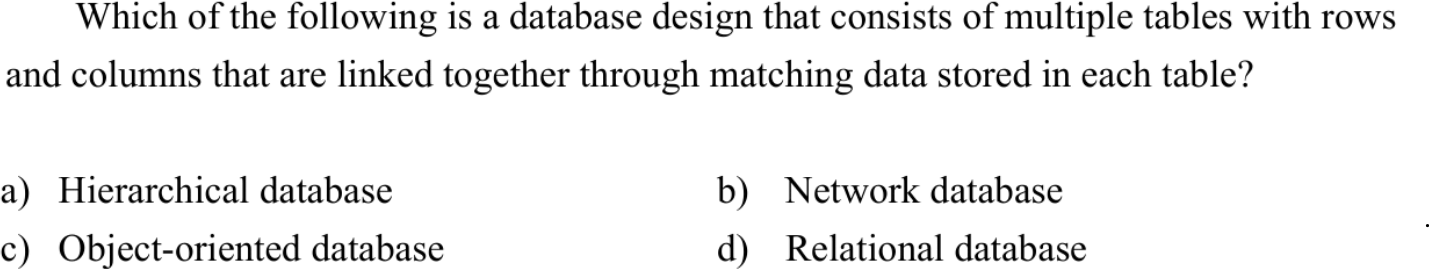 Which of the following is a database design that consists of multiple tables with rows
and columns that are linked together through matching data stored in each table?
a) Hierarchical database b) Network database
c) Object-oriented database d) Relational database